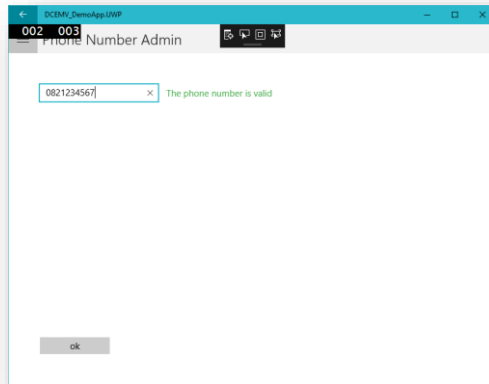 DCEMV_DemoApp.UWP
002 003
Phone Number Admin
0821234567
The phone number is valid
ok